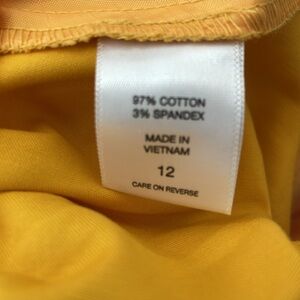 97% COTTON
3% SPANDEX
MADE IN
VIETNAM
12
CARE ON REVERSE